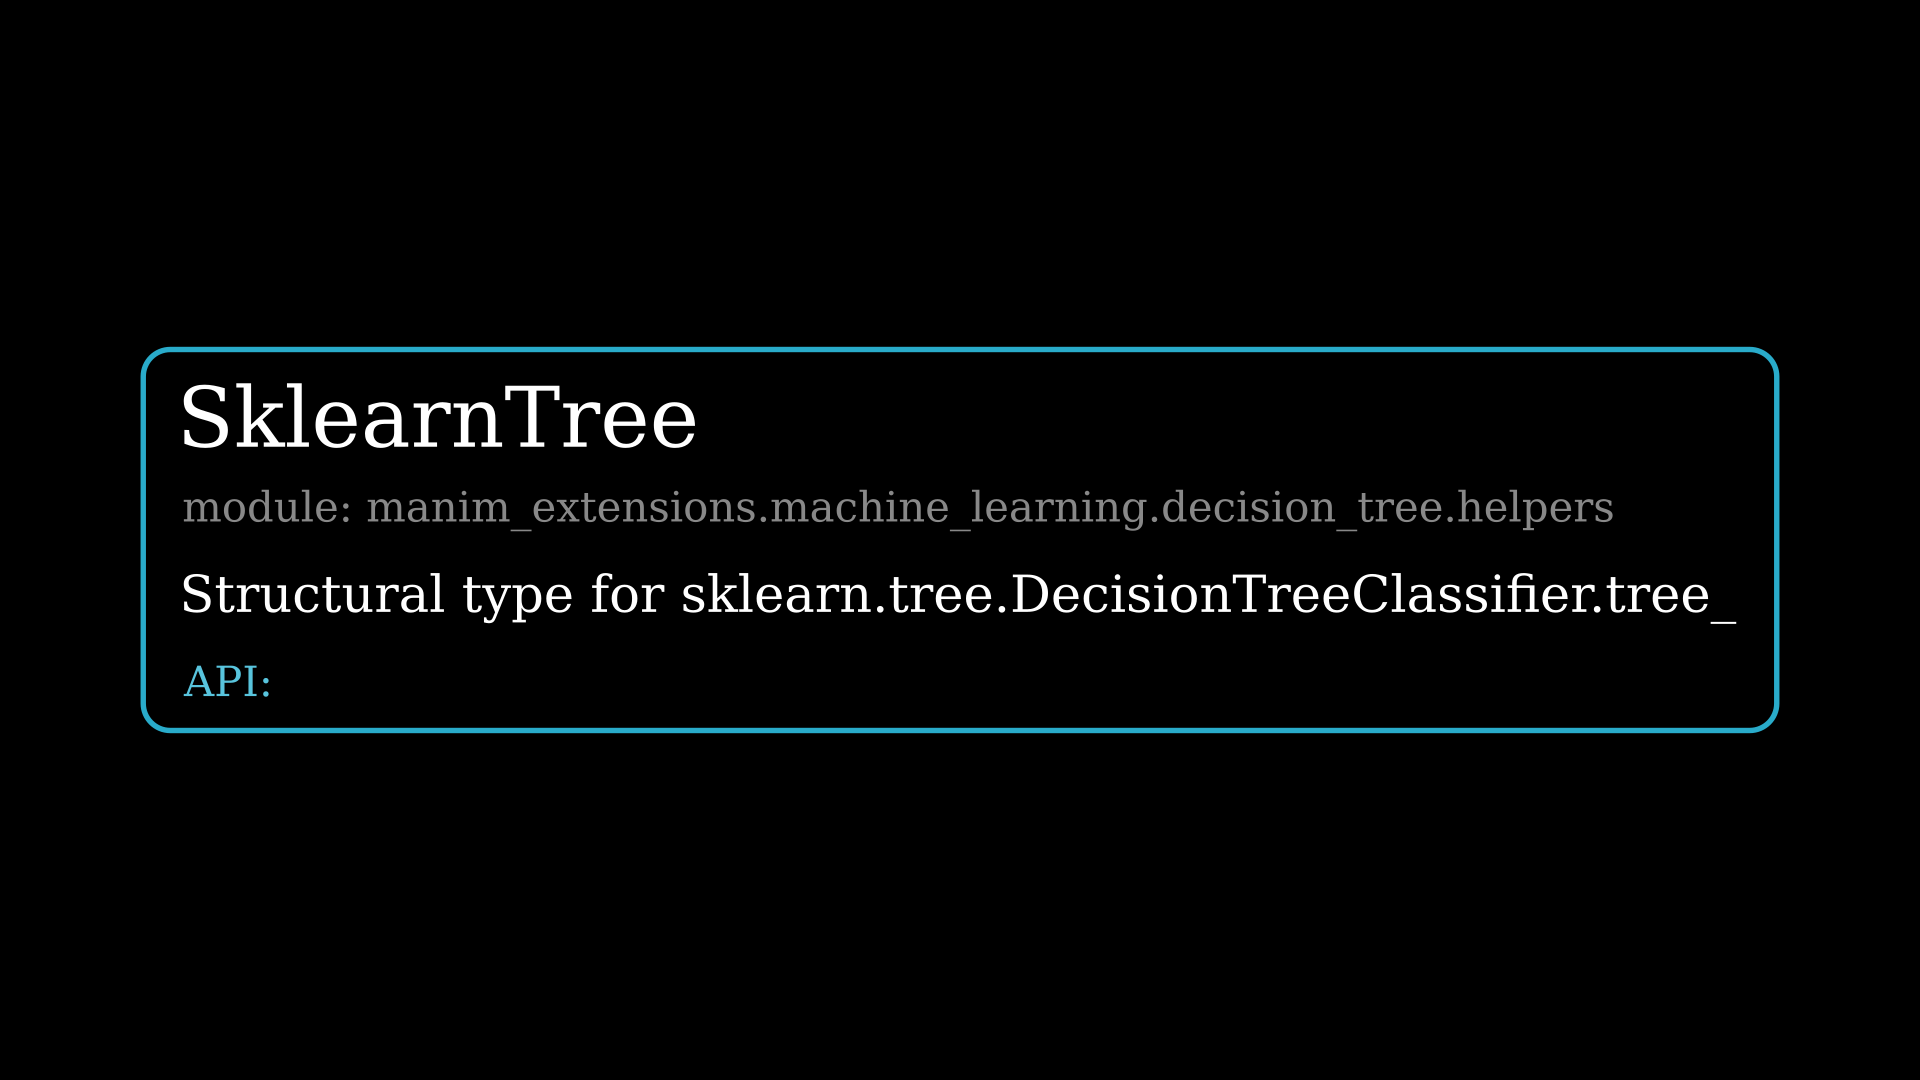 SklearnTree
module: manim_extensions.machine_learning.decision_tree.helpers
Structural type for sklearn.tree.DecisionTreeClassifier.tree_
API: